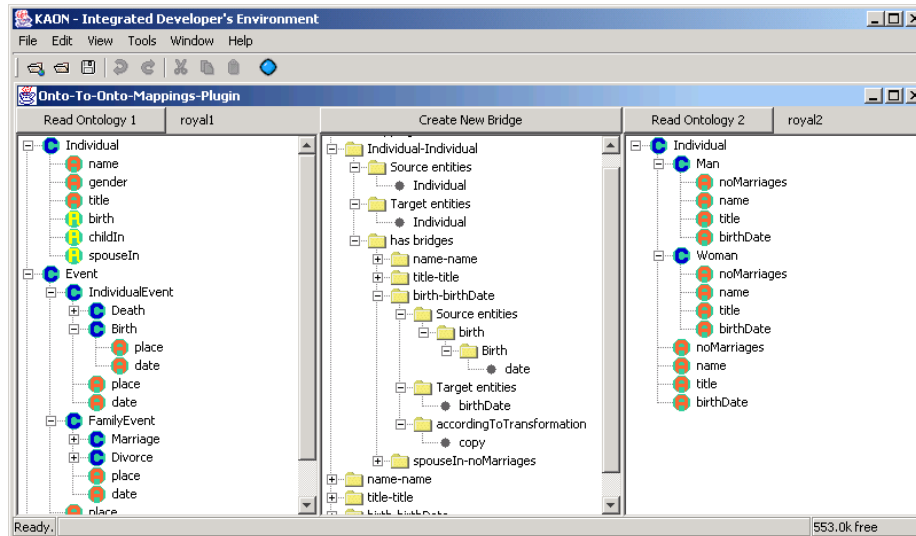 KAON - Integrated Developer's Environment
File Edit View Tools Window Help
Onto-To-Onto-Mappings-Plugin
Read Ontology 1 royal1 Create New Bridge Read Ontology 2 royal2
Individual
name
gender
title
birth
childIn
spouseIn
Event
IndividualEvent
Death
Birth
place
date
place
date
FamilyEvent
Marriage
Divorce
place
date
place
Individual-Individual
Source entities
Individual
Target entities
Individual
has bridges
name-name
title-title
birth-birthDate
Source entities
birth
Birth
date
Target entities
birthDate
accordingToTransformation
copy
spouseIn-noMarriages
name-name
title-title
birth-birthDate
Individual
Man
noMarriages
name
title
birthDate
Woman
noMarriages
name
title
birthDate
noMarriages
name
title
birthDate
Ready. 553.0k free